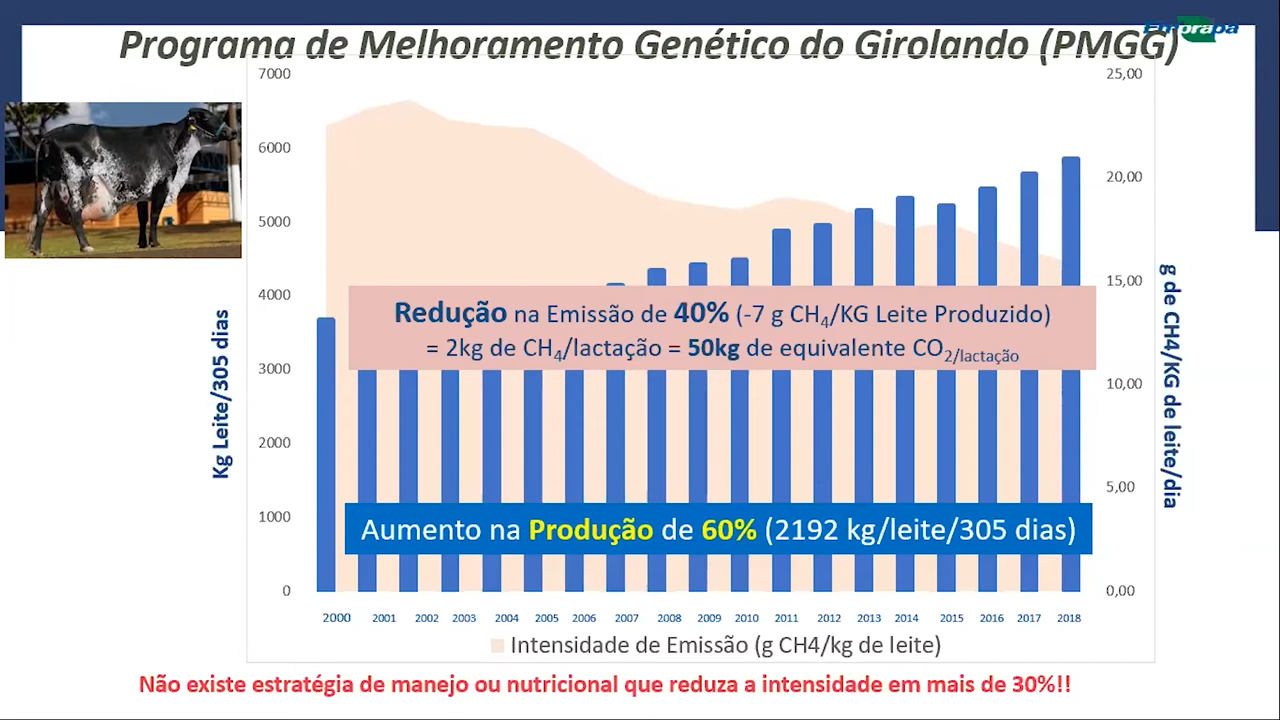 Programa de Melhoramento Genético do Girolando (PMGG)
Embrapa
7000
6000
5000
4000
3000
2000
1000
0
Kg Leite/305 dias
25,00
20,00
15,00
10,00
5,00
0,00
g de CH4/KG de leite/dia
Redução na Emissão de 40% (-7 g CH₄/KG Leite Produzido)
= 2kg de CH₄/lactação = 50kg de equivalente CO2/lactação
Aumento na Produção de 60% (2192 kg/leite/305 dias)
2000 2001 2002 2003 2004 2005 2006 2007 2008 2009 2010 2011 2012 2013 2014 2015 2016 2017 2018
Intensidade de Emissão (g CH4/kg de leite)
Não existe estratégia de manejo ou nutricional que reduza a intensidade em mais de 30%!!